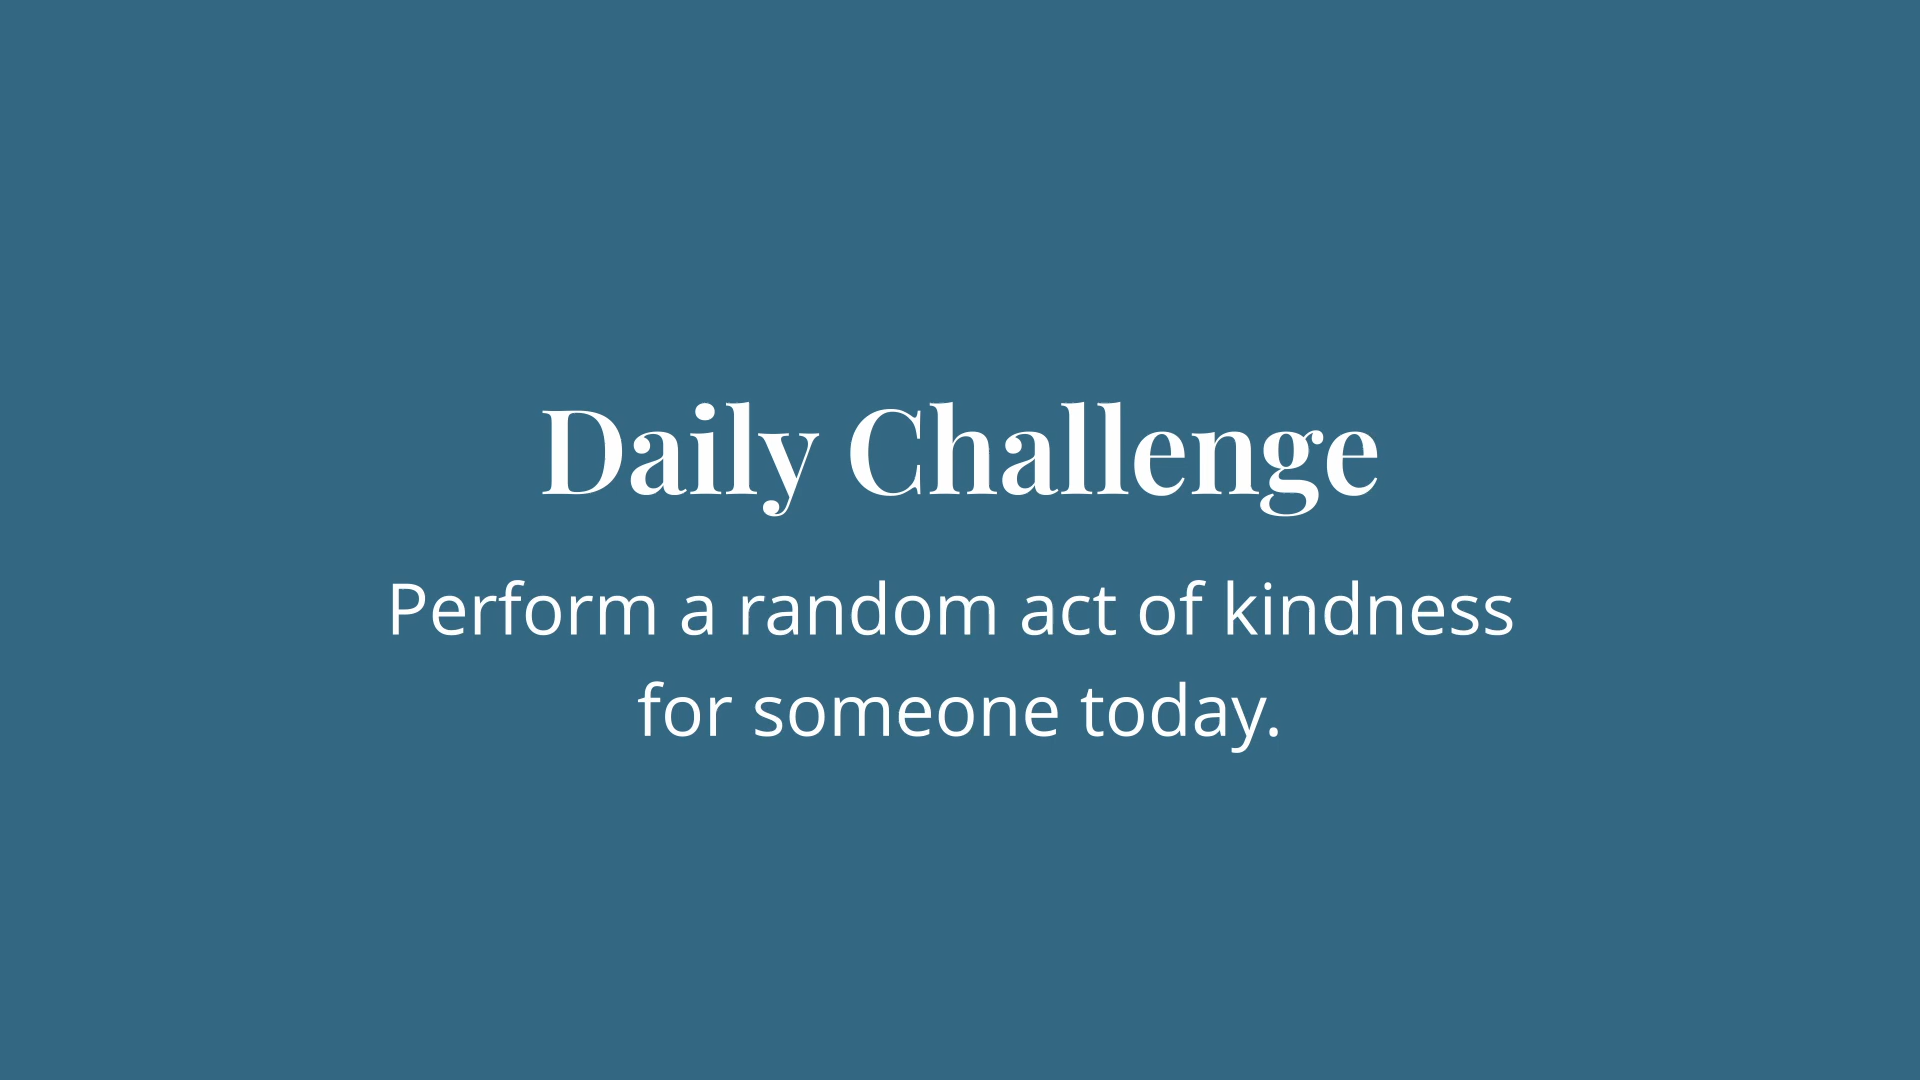 Daily Challenge
Perform a random act of kindness
for someone today.